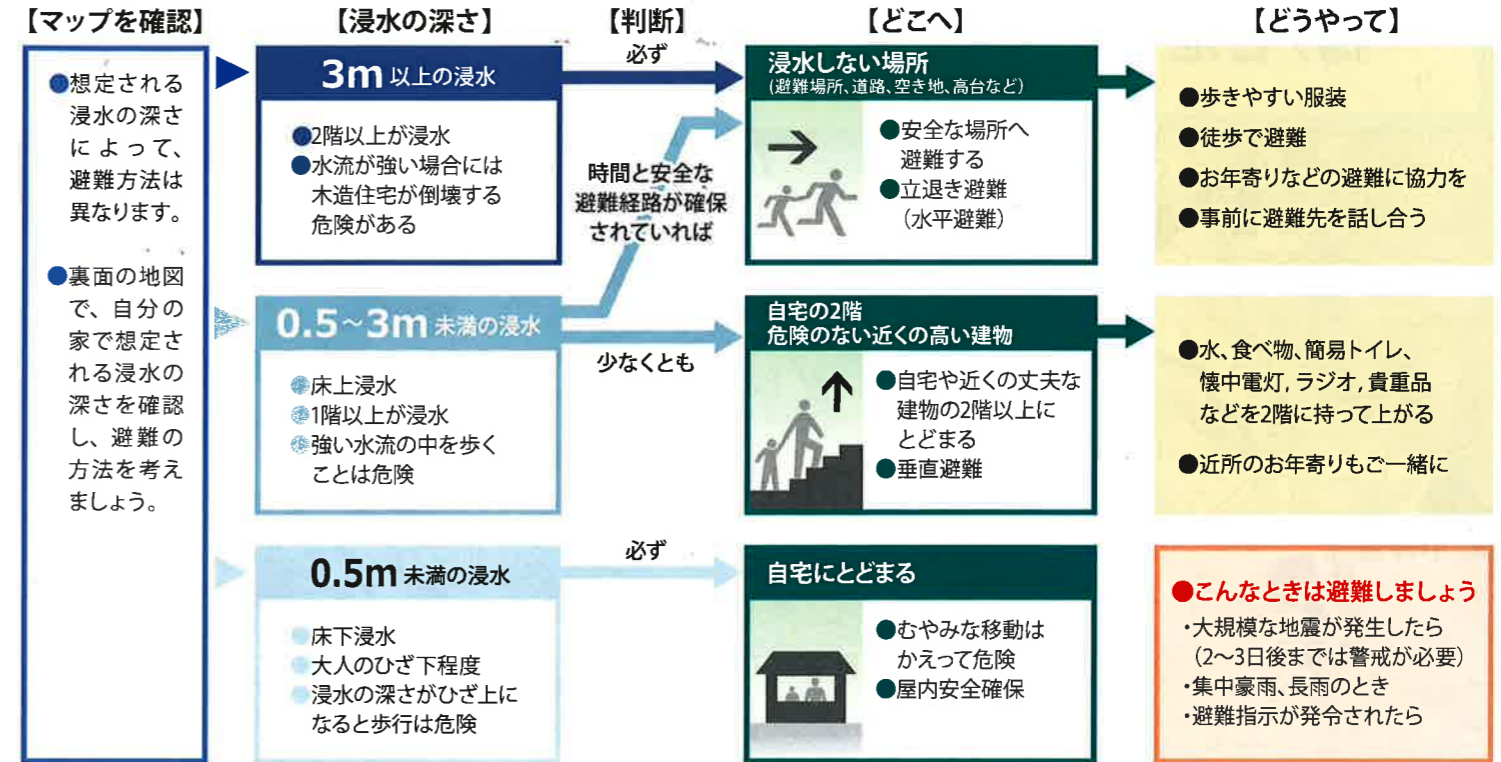 【マップを確認】
【浸水の深さ】
【判断】
【どこへ】
【どうやって】
●想定される
浸水の深さ
によって、
避難方法は
異なります。
●裏面の地図
で、自分の
家で想定さ
れる浸水の
深さを確認
し、避難の
方法を考え
ましょう。
3m 以上の浸水
●2階以上が浸水
●水流が強い場合には
木造住宅が倒壊する
危険がある
必ず
時間と安全な
避難経路が確保
されていれば
浸水しない場所
(避難場所、道路、空き地、高台など)
●安全な場所へ
避難する
●立退き避難
(水平避難)
●歩きやすい服装
●徒歩で避難
●お年寄りなどの避難に協力を
●事前に避難先を話し合う
0.5~3m 未満の浸水
●床上浸水
●1階以上が浸水
●強い水流の中を歩く
ことは危険
少なくとも
自宅の2階
危険のない近くの高い建物
●自宅や近くの丈夫な
建物の2階以上に
とどまる
●垂直避難
●水、食べ物、簡易トイレ、
懐中電灯,ラジオ,貴重品
などを2階に持って上がる
●近所のお年寄りもご一緒に
0.5m 未満の浸水
●床下浸水
●大人のひざ下程度
●浸水の深さがひざ上に
なると歩行は危険
必ず
自宅にとどまる
●むやみな移動は
かえって危険
●屋内安全確保
●こんなときは避難しましょう
・大規模な地震が発生したら
(2~3日後までは警戒が必要)
・集中豪雨、長雨のとき
・避難指示が発令されたら